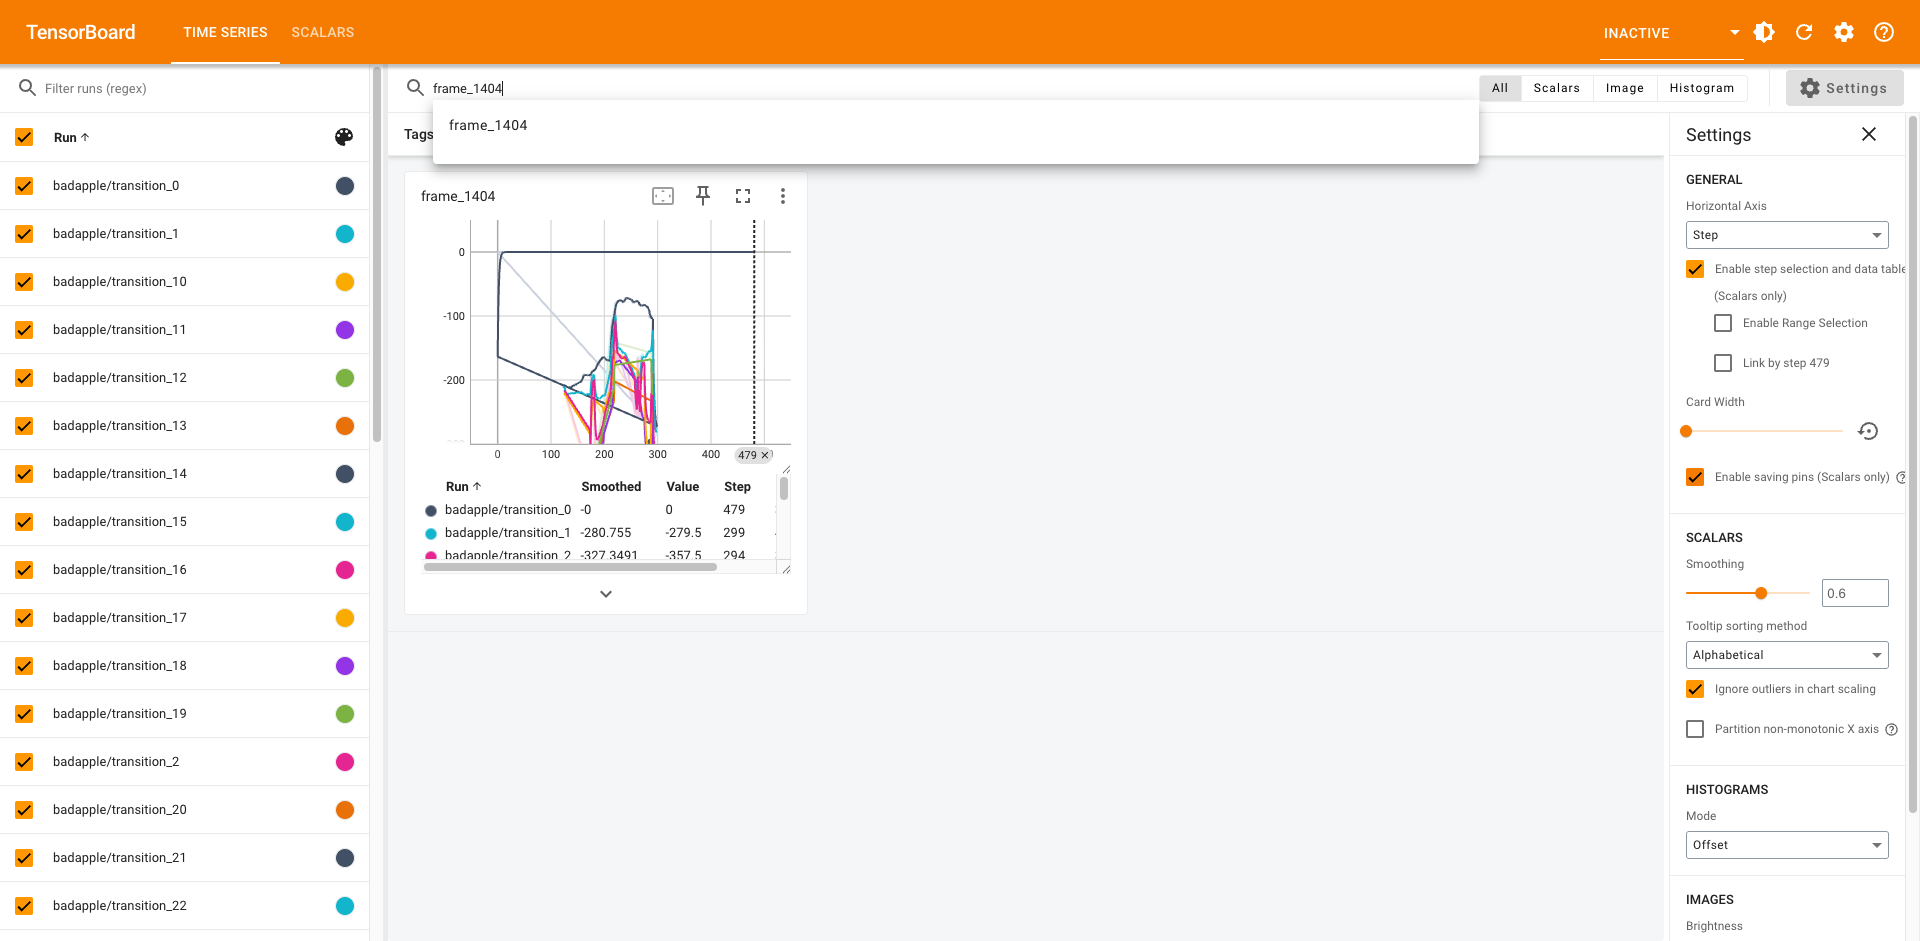 TensorBoard TIME SERIES SCALARS INACTIVE
Filter runs (regex)
Run
badapple/transition_0
badapple/transition_1
badapple/transition_10
badapple/transition_11
badapple/transition_12
badapple/transition_13
badapple/transition_14
badapple/transition_15
badapple/transition_16
badapple/transition_17
badapple/transition_18
badapple/transition_19
badapple/transition_2
badapple/transition_20
badapple/transition_21
badapple/transition_22
frame_1404
All Scalars Image Histogram Settings
frame_1404
Tags
frame_1404
0
-100
-200
0 100 200 300 400 479
Run Smoothed Value Step
badapple/transition_0 -0 0 479
badapple/transition_1 -280.755 -279.5 299
badapple/transition_2 -327.3491 -357.5 294
Settings
GENERAL
Horizontal Axis
Step
Enable step selection and data table
(Scalars only)
Enable Range Selection
Link by step 479
Card Width
Enable saving pins (Scalars only)
SCALARS
Smoothing
0.6
Tooltip sorting method
Alphabetical
Ignore outliers in chart scaling
Partition non-monotonic X axis
HISTOGRAMS
Mode
Offset
IMAGES
Brightness